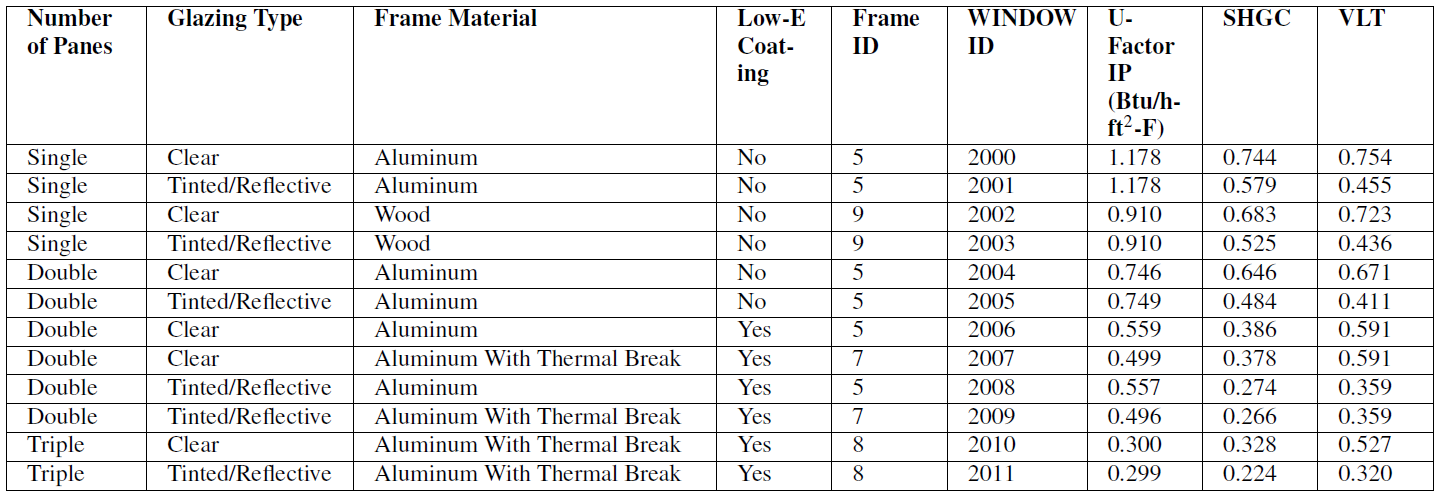 Number of Panes | Glazing Type | Frame Material | Low-E Coat-ing | Frame ID | WINDOW ID | U-Factor IP (Btu/h-ft²-F) | SHGC | VLT
Single | Clear | Aluminum | No | 5 | 2000 | 1.178 | 0.744 | 0.754
Single | Tinted/Reflective | Aluminum | No | 5 | 2001 | 1.178 | 0.579 | 0.455
Single | Clear | Wood | No | 9 | 2002 | 0.910 | 0.683 | 0.723
Single | Tinted/Reflective | Wood | No | 9 | 2003 | 0.910 | 0.525 | 0.436
Double | Clear | Aluminum | No | 5 | 2004 | 0.746 | 0.646 | 0.671
Double | Tinted/Reflective | Aluminum | No | 5 | 2005 | 0.749 | 0.484 | 0.411
Double | Clear | Aluminum | Yes | 5 | 2006 | 0.559 | 0.386 | 0.591
Double | Clear | Aluminum With Thermal Break | Yes | 7 | 2007 | 0.499 | 0.378 | 0.591
Double | Tinted/Reflective | Aluminum | Yes | 5 | 2008 | 0.557 | 0.274 | 0.359
Double | Tinted/Reflective | Aluminum With Thermal Break | Yes | 7 | 2009 | 0.496 | 0.266 | 0.359
Triple | Clear | Aluminum With Thermal Break | Yes | 8 | 2010 | 0.300 | 0.328 | 0.527
Triple | Tinted/Reflective | Aluminum With Thermal Break | Yes | 8 | 2011 | 0.299 | 0.224 | 0.320